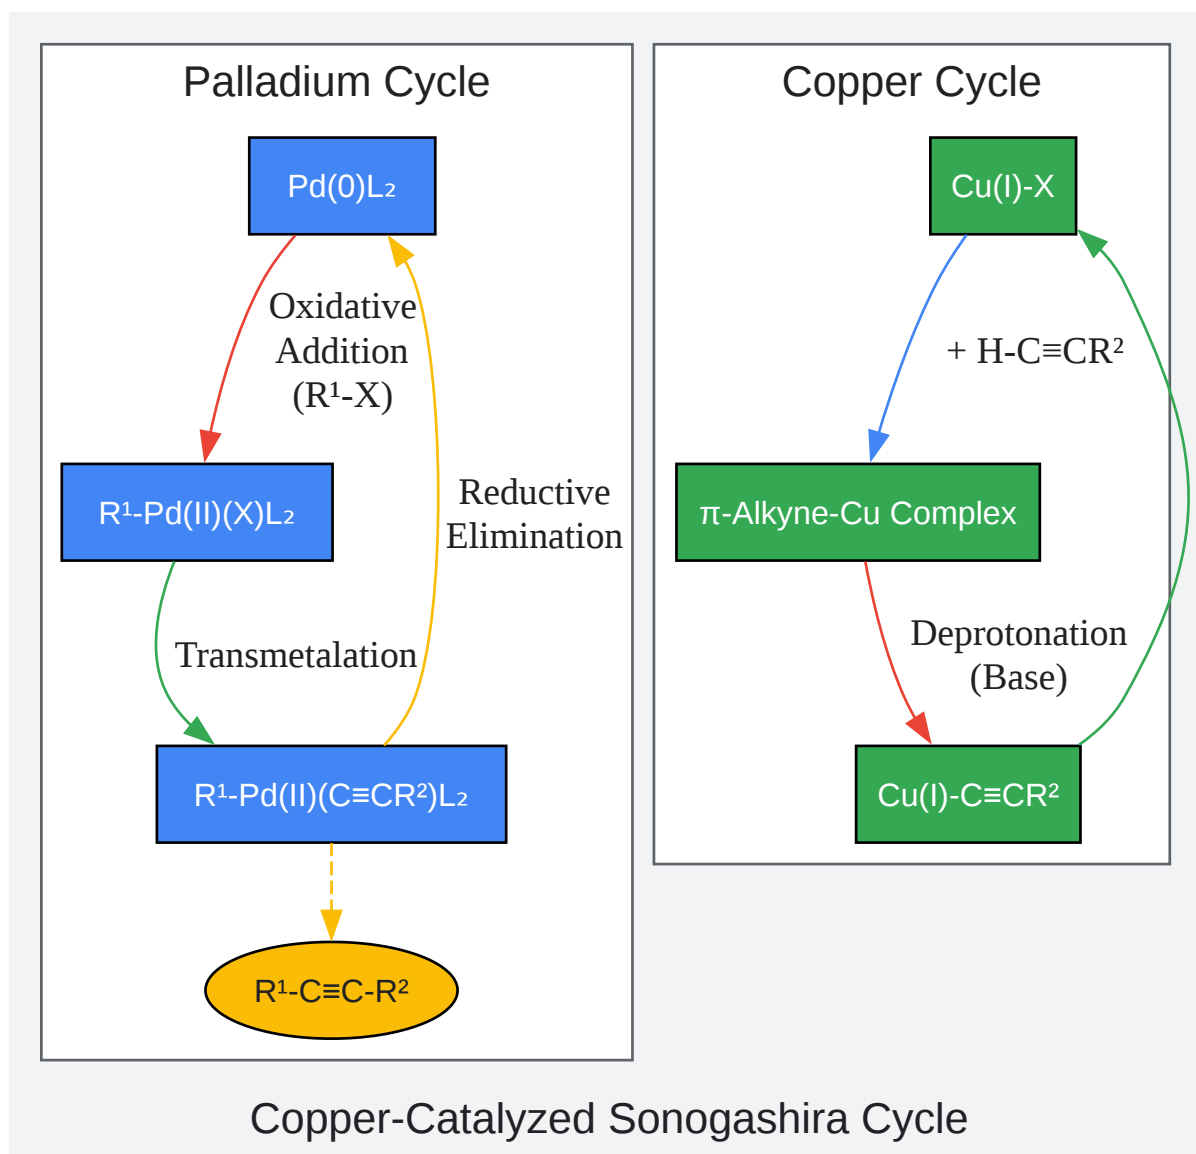 Palladium Cycle
Pd(0)L₂
Oxidative
Addition
(R¹-X)
R¹-Pd(II)(X)L₂
Reductive
Elimination
Transmetalation
R¹-Pd(II)(C≡CR²)L₂
R¹-C≡C-R²
Copper Cycle
Cu(I)-X
+ H-C≡CR²
π-Alkyne-Cu Complex
Deprotonation
(Base)
Cu(I)-C≡CR²
Copper-Catalyzed Sonogashira Cycle